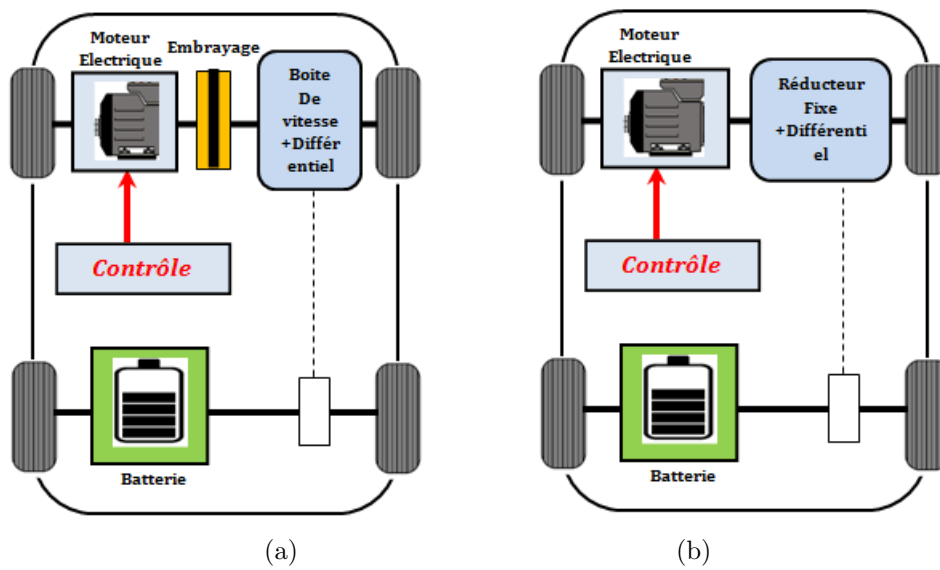 Moteur
Electrique
Embrayage
Boite
De
vitesse
+Différ
entiel
Contrôle
Batterie
(a)
Moteur
Electrique
Réducteur
Fixe
+Différenti
el
Contrôle
Batterie
(b)